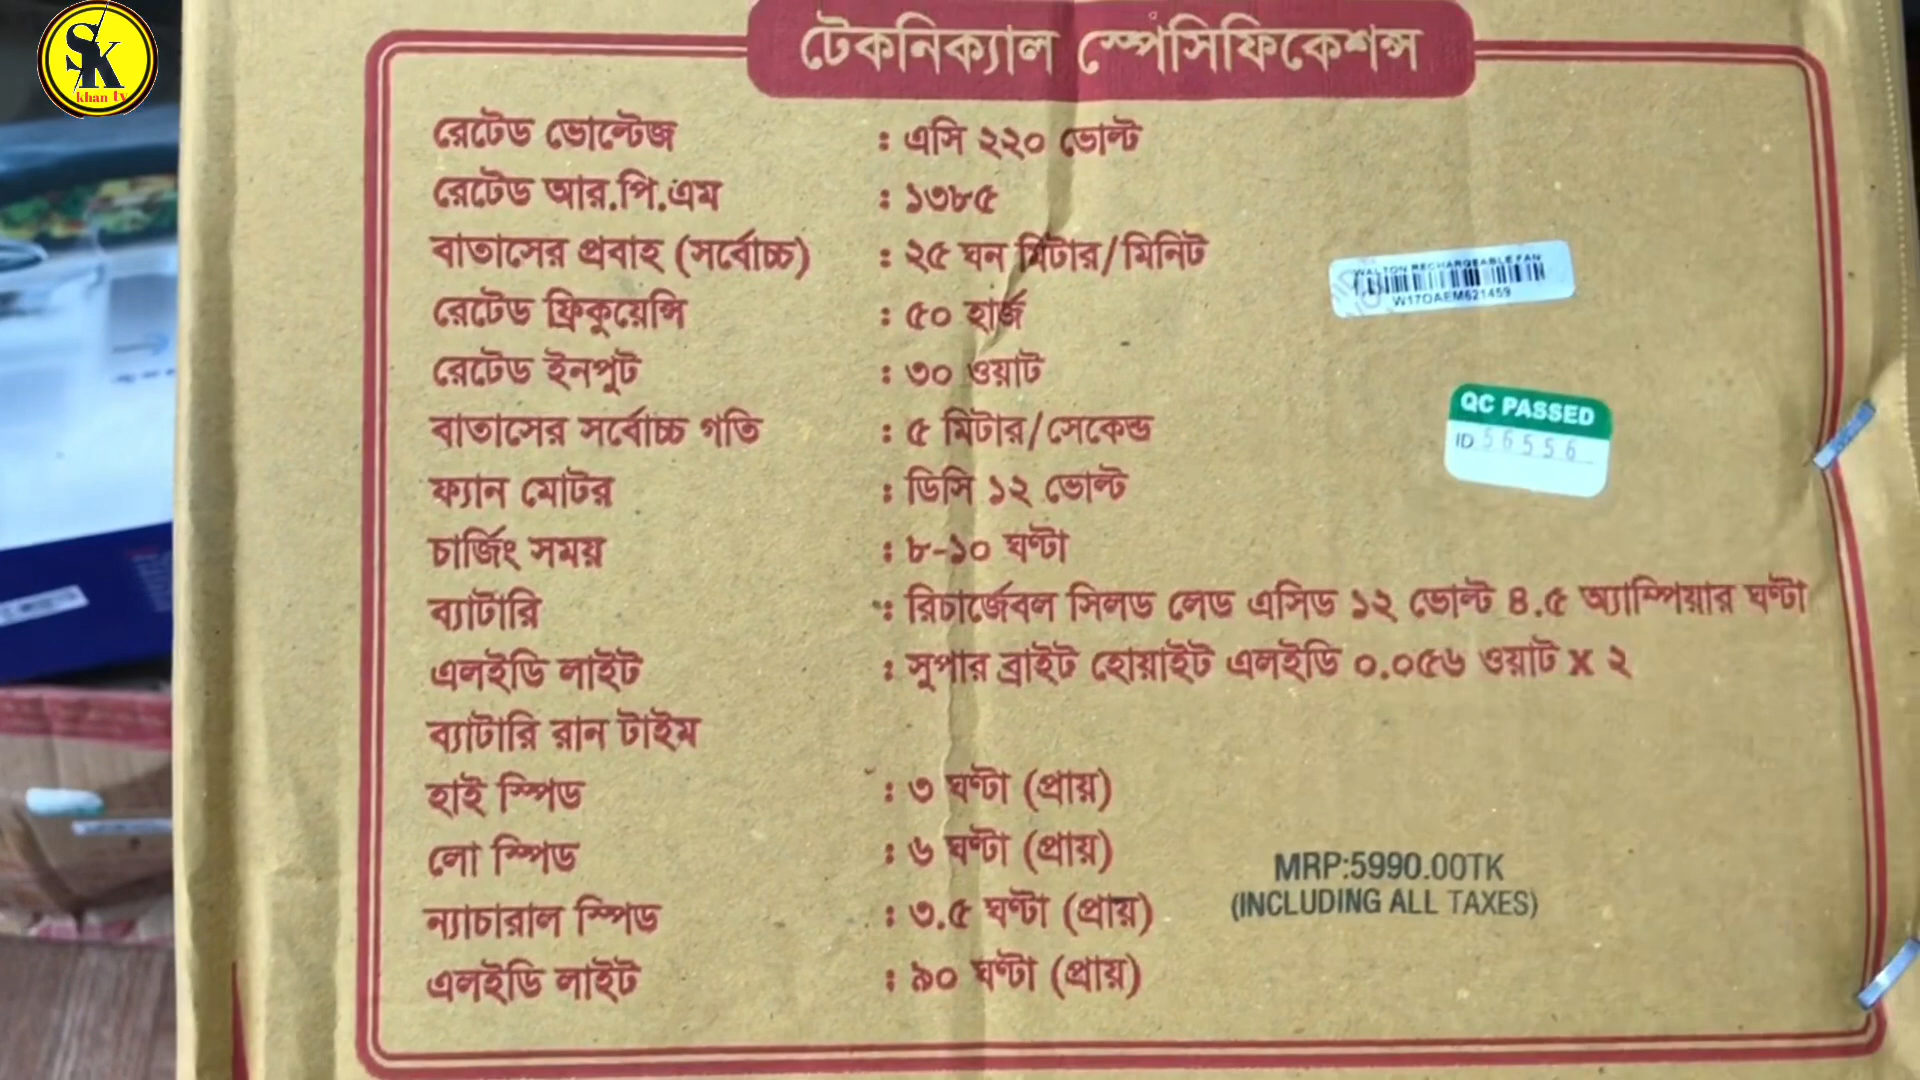 SK
khan tv
টেকনিক্যাল স্পেসিফিকেশন্স
রেটেড ভোল্টেজ : এসি ২২০ ভোল্ট
রেটেড আর.পি.এম : ১৩৮৫
বাতাসের প্রবাহ (সর্বোচ্চ) : ২৫ ঘন মিটার/মিনিট
রেটেড ফ্রিকুয়েন্সি : ৫০ হার্জ
রেটেড ইনপুট : ৩০ ওয়াট
বাতাসের সর্বোচ্চ গতি : ৫ মিটার/সেকেন্ড
ফ্যান মোটর : ডিসি ১২ ভোল্ট
চার্জিং সময় : ৮-১০ ঘণ্টা
ব্যাটারি : রিচার্জেবল সিলড লেড এসিড ১২ ভোল্ট ৪.৫ অ্যাম্পিয়ার ঘণ্টা
এলইডি লাইট : সুপার ব্রাইট হোয়াইট এলইডি ০.০৫৬ ওয়াট x ২
ব্যাটারি রান টাইম
হাই স্পিড : ৩ ঘণ্টা (প্রায়)
লো স্পিড : ৬ ঘণ্টা (প্রায়)
ন্যাচারাল স্পিড : ৩.৫ ঘণ্টা (প্রায়)
এলইডি লাইট : ৯০ ঘণ্টা (প্রায়)
WALTON RECHARGEABLE FAN
W17OAEM621459
QC PASSED
ID 56556
MRP:5990.00TK
(INCLUDING ALL TAXES)